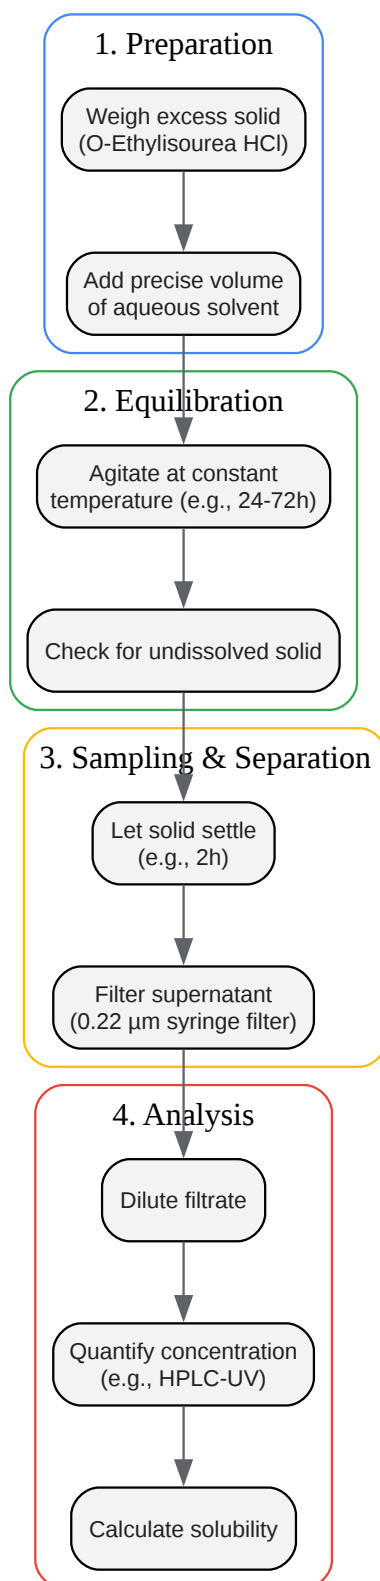 1. Preparation
Weigh excess solid
(O-Ethylisourea HCl)
Add precise volume
of aqueous solvent
2. Equilibration
Agitate at constant
temperature (e.g., 24-72h)
Check for undissolved solid
3. Sampling & Separation
Let solid settle
(e.g., 2h)
Filter supernatant
(0.22 µm syringe filter)
4. Analysis
Dilute filtrate
Quantify concentration
(e.g., HPLC-UV)
Calculate solubility